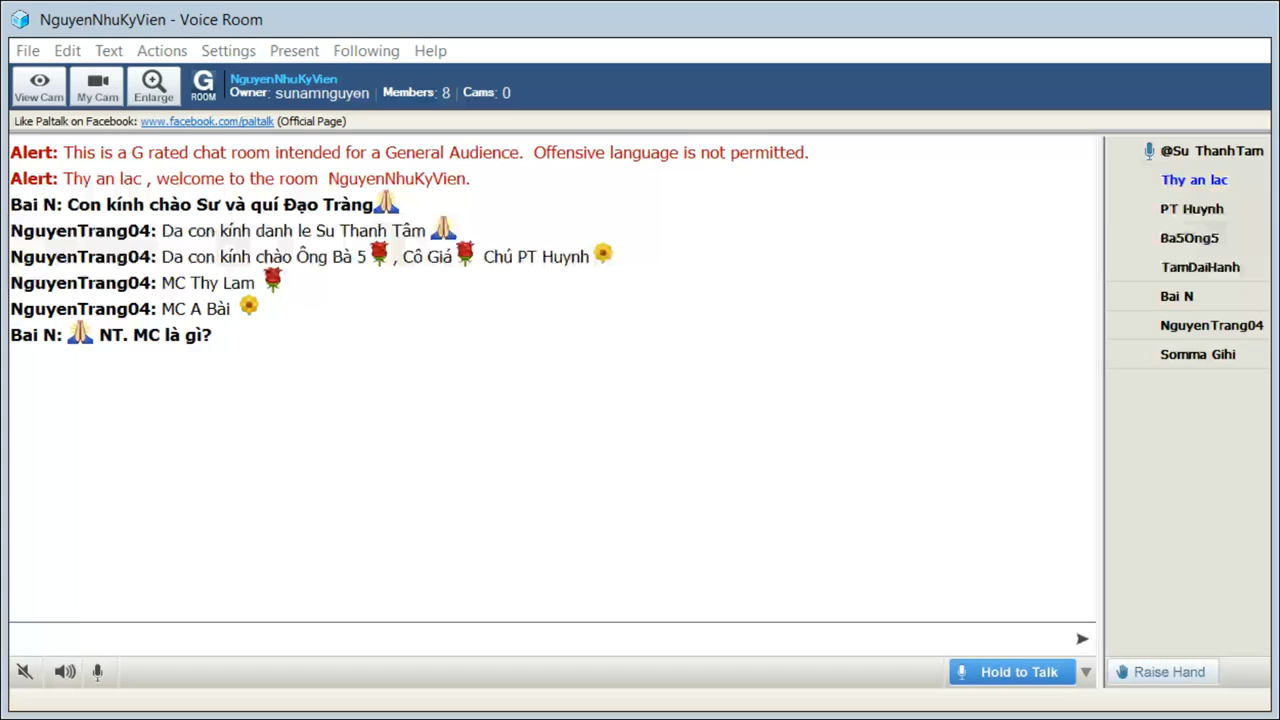 NguyenNhuKyVien - Voice Room
File Edit Text Actions Settings Present Following Help
View Cam My Cam Enlarge G ROOM
NguyenNhuKyVien
Owner: sunamnguyen Members: 8 Cams: 0
Like Paltalk on Facebook: www.facebook.com/paltalk (Official Page)
Alert: This is a G rated chat room intended for a General Audience. Offensive language is not permitted.
Alert: Thy an lac , welcome to the room NguyenNhuKyVien.
Bai N: Con kính chào Sư và quí Đạo Tràng
NguyenTrang04: Da con kính danh le Su Thanh Tâm
NguyenTrang04: Da con kính chào Ông Bà 5 , Cô Giá Chú PT Huynh
NguyenTrang04: MC Thy Lam
NguyenTrang04: MC A Bài
Bai N: NT. MC là gì?
@Su ThanhTam
Thy an lac
PT Huynh
Ba5Ong5
TamDaiHanh
Bai N
NguyenTrang04
Somma Gihi
Hold to Talk
Raise Hand